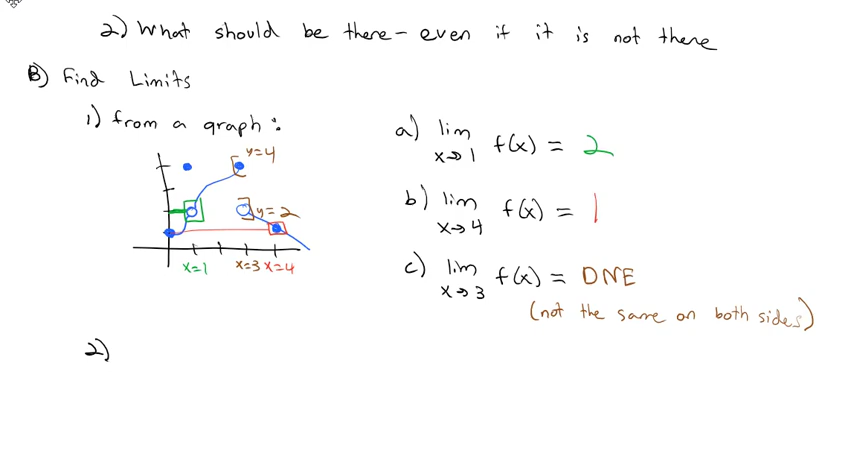 2) What should be there - even if it is not there
B) Find Limits
1) from a graph:
y=4
y=2
x=1 x=3 x=4
a) lim x→1 f(x) = 2
b) lim x→4 f(x) = 1
c) lim x→3 f(x) = DNE
(not the same on both sides)
2)